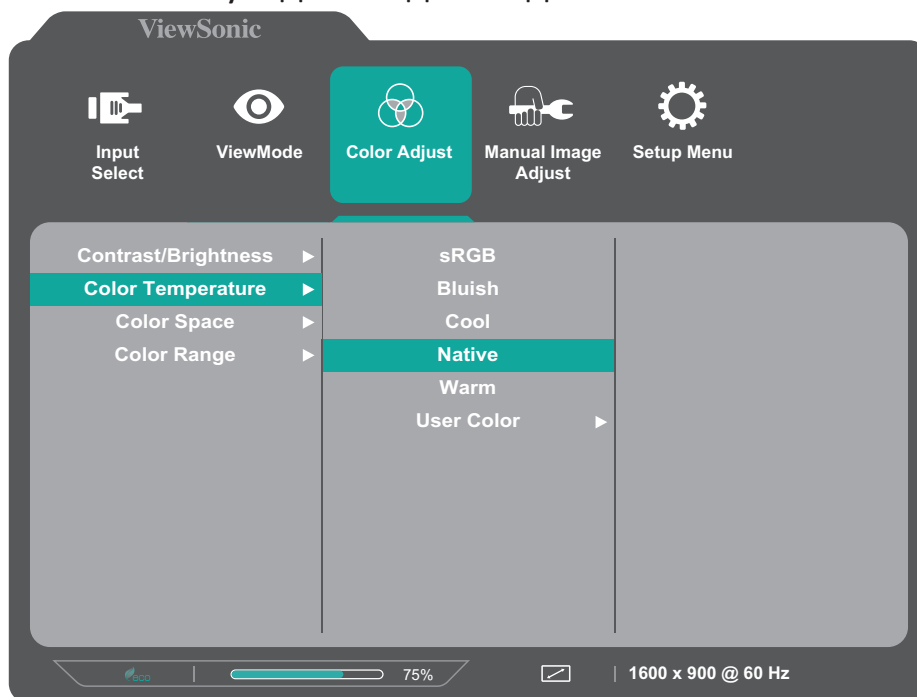 ViewSonic
Input Select
ViewMode
Color Adjust
Manual Image Adjust
Setup Menu
Contrast/Brightness
Color Temperature
Color Space
Color Range
sRGB
Bluish
Cool
Native
Warm
User Color
eco
75%
1600 x 900 @ 60 Hz